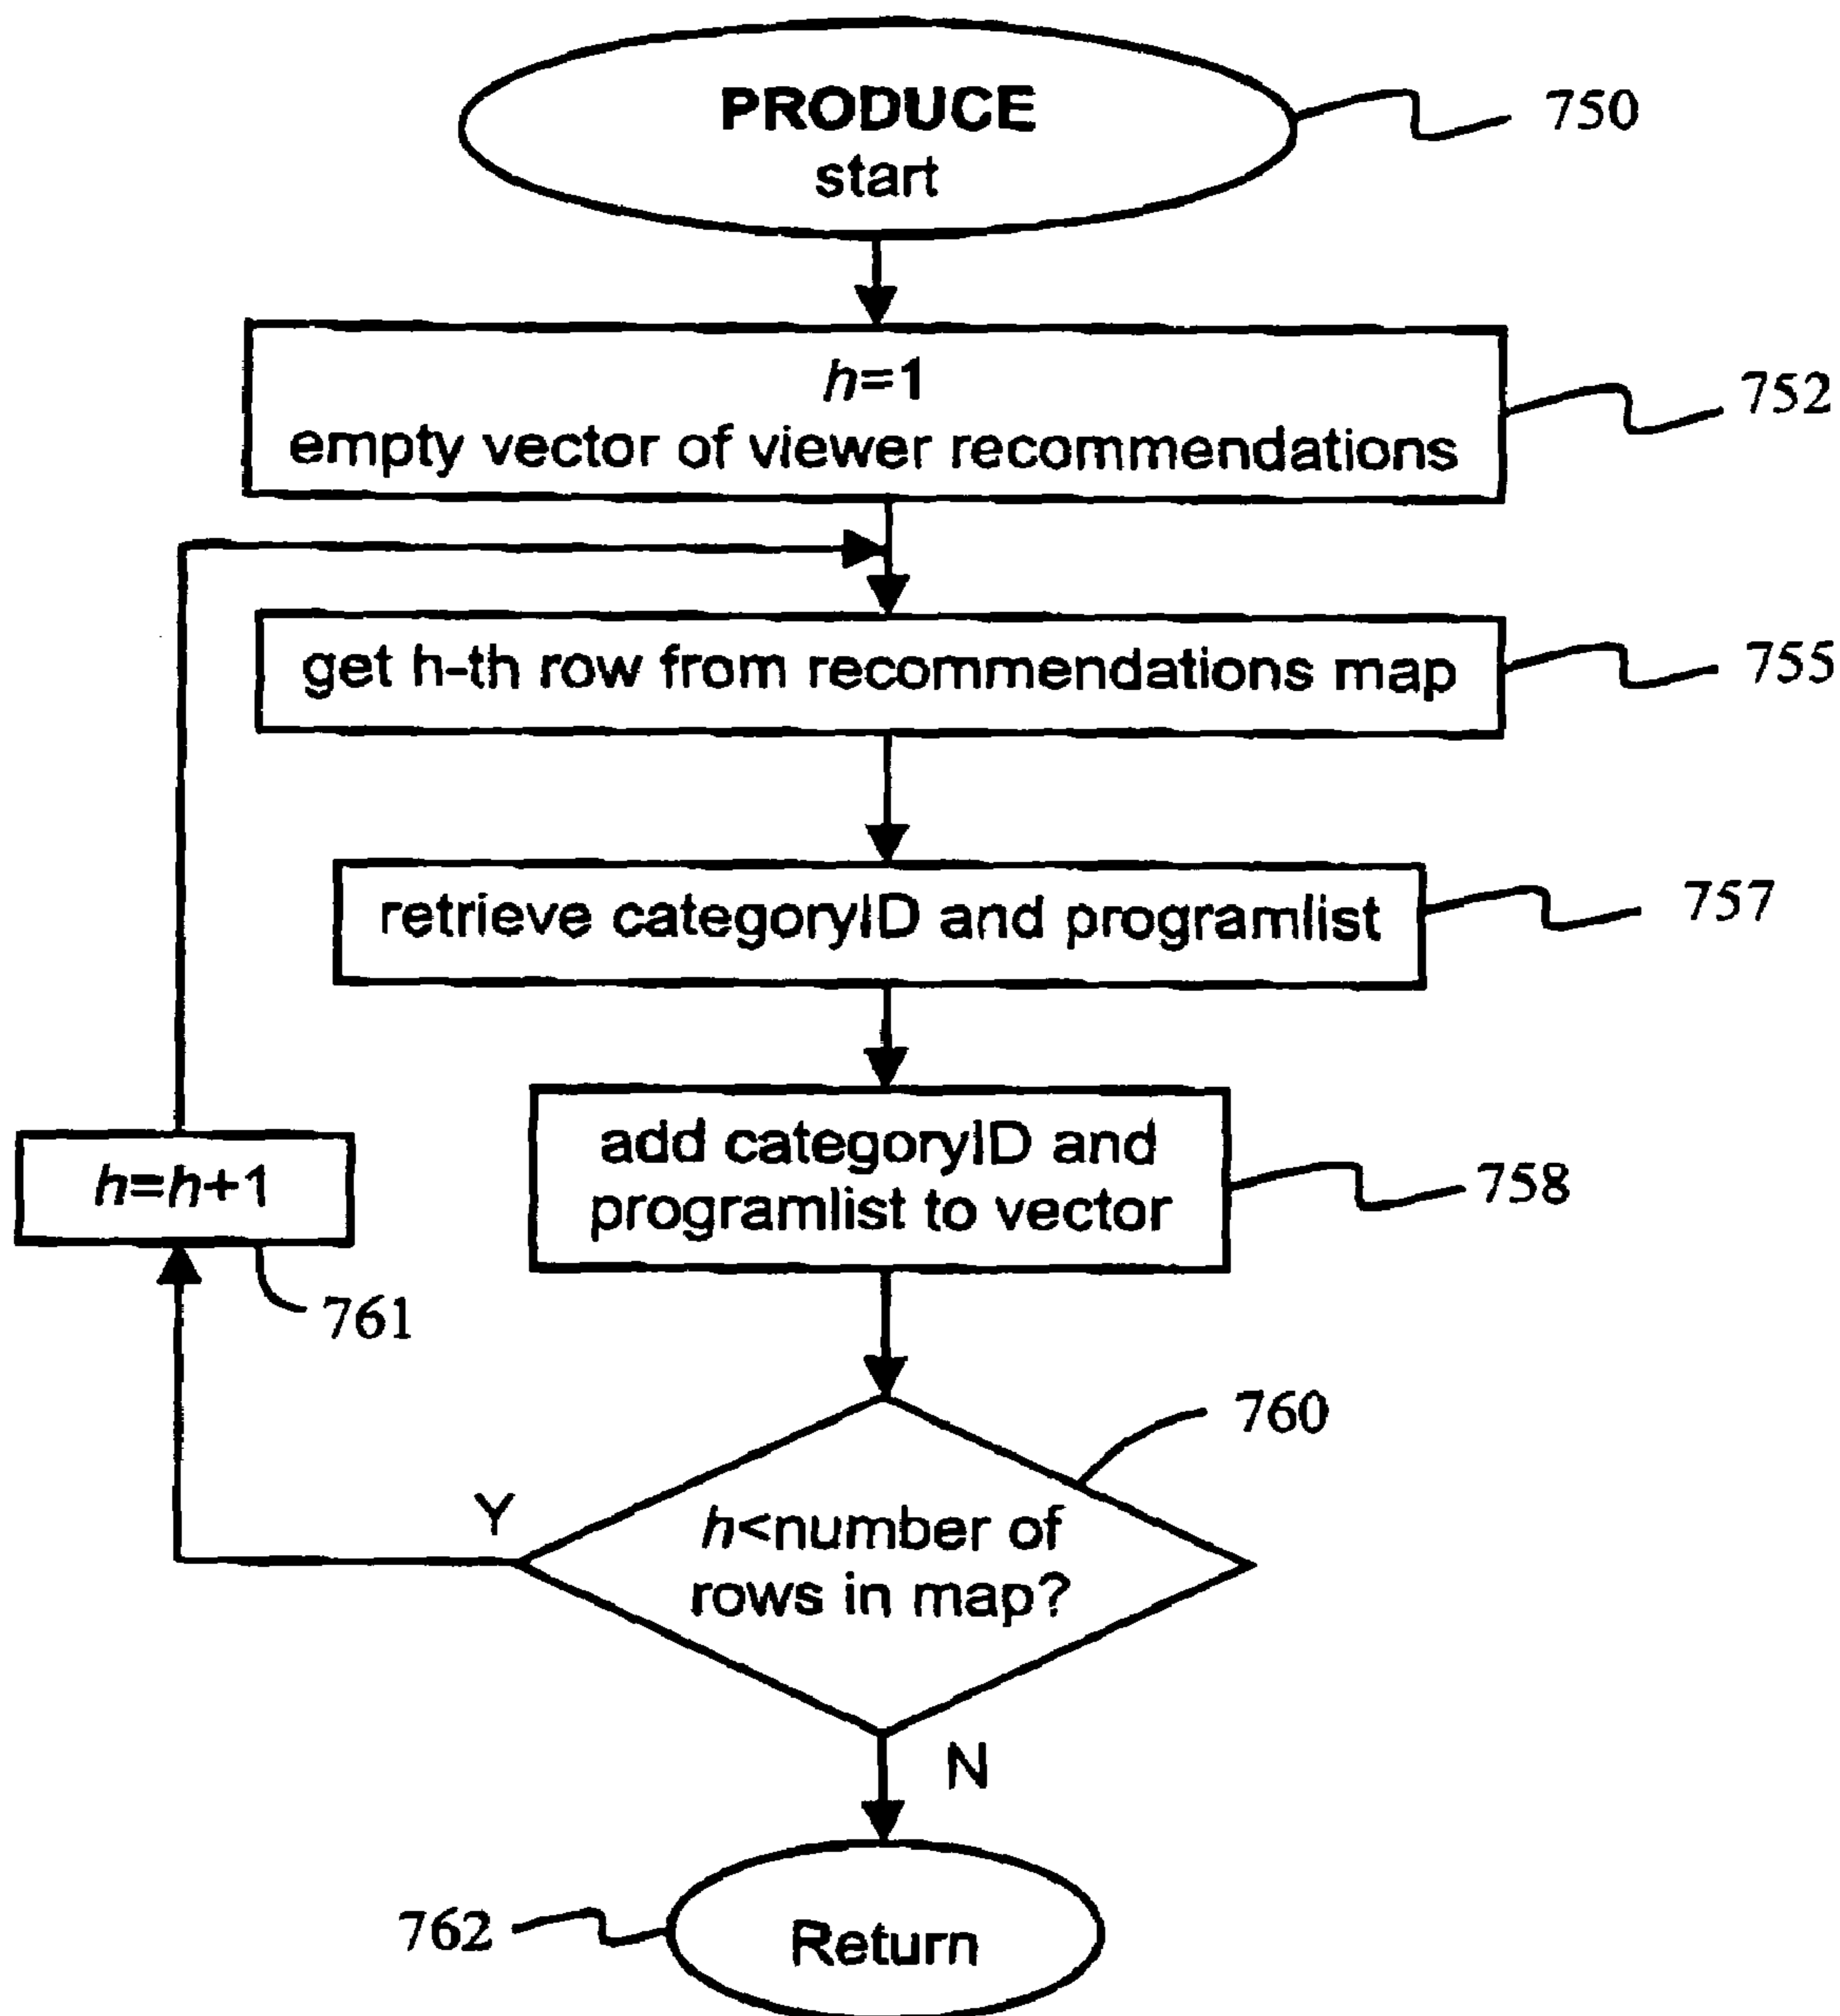 PRODUCE
start
750
h=1
empty vector of viewer recommendations
752
get h-th row from recommendations map
755
retrieve categoryID and programlist
757
add categoryID and
programlist to vector
758
h=h+1
761
760
h<number of
rows in map?
Y
N
762
Return